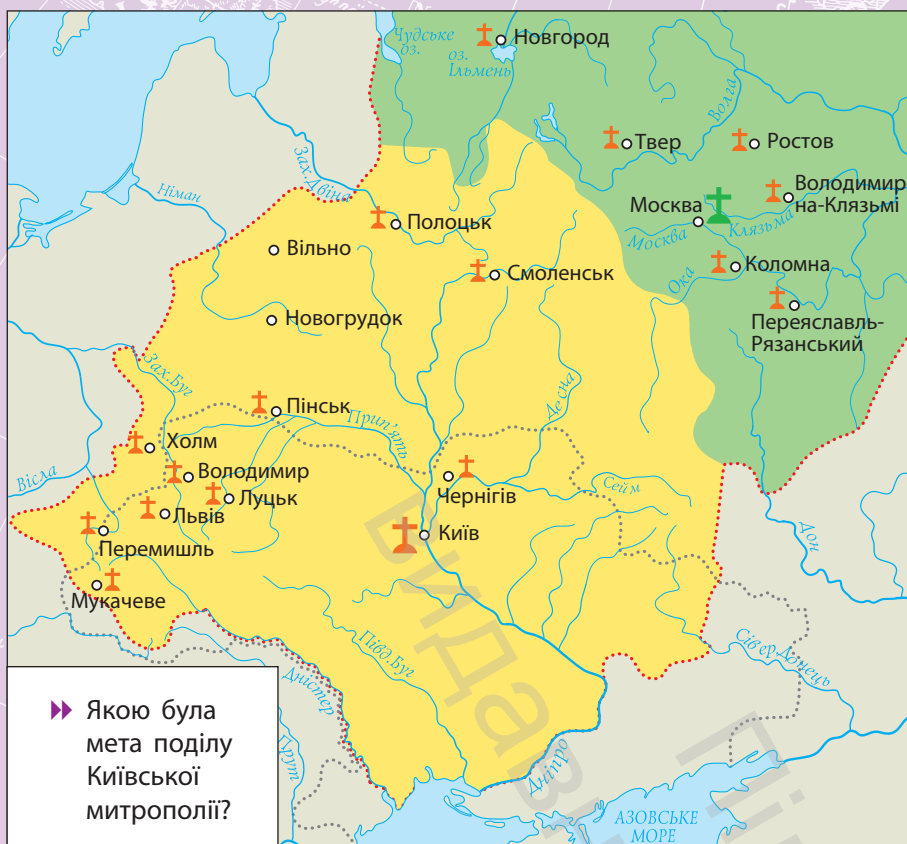 Чудське
оз.
оз.
Ільмень
Новгород
Волга
Твер
Ростов
Зах.Двіна
Німан
Володимир-
на-Клязьмі
Москва
Клязьма
Москва
Полоцьк
Вільно
Смоленськ
Ока
Коломна
Новогрудок
Переяславль-
Рязанський
Зах.Буг
Пінськ
Прип'ять
Десна
Холм
Вісла
Володимир
Луцьк
Чернігів
Сейм
Львів
Київ
Перемишль
Дон
Мукачеве
Півд.Буг
Сівер.Донець
Дністер
Прут
Дніпро
АЗОВСЬКЕ
МОРЕ
Якою була
мета поділу
Київської
митрополії?